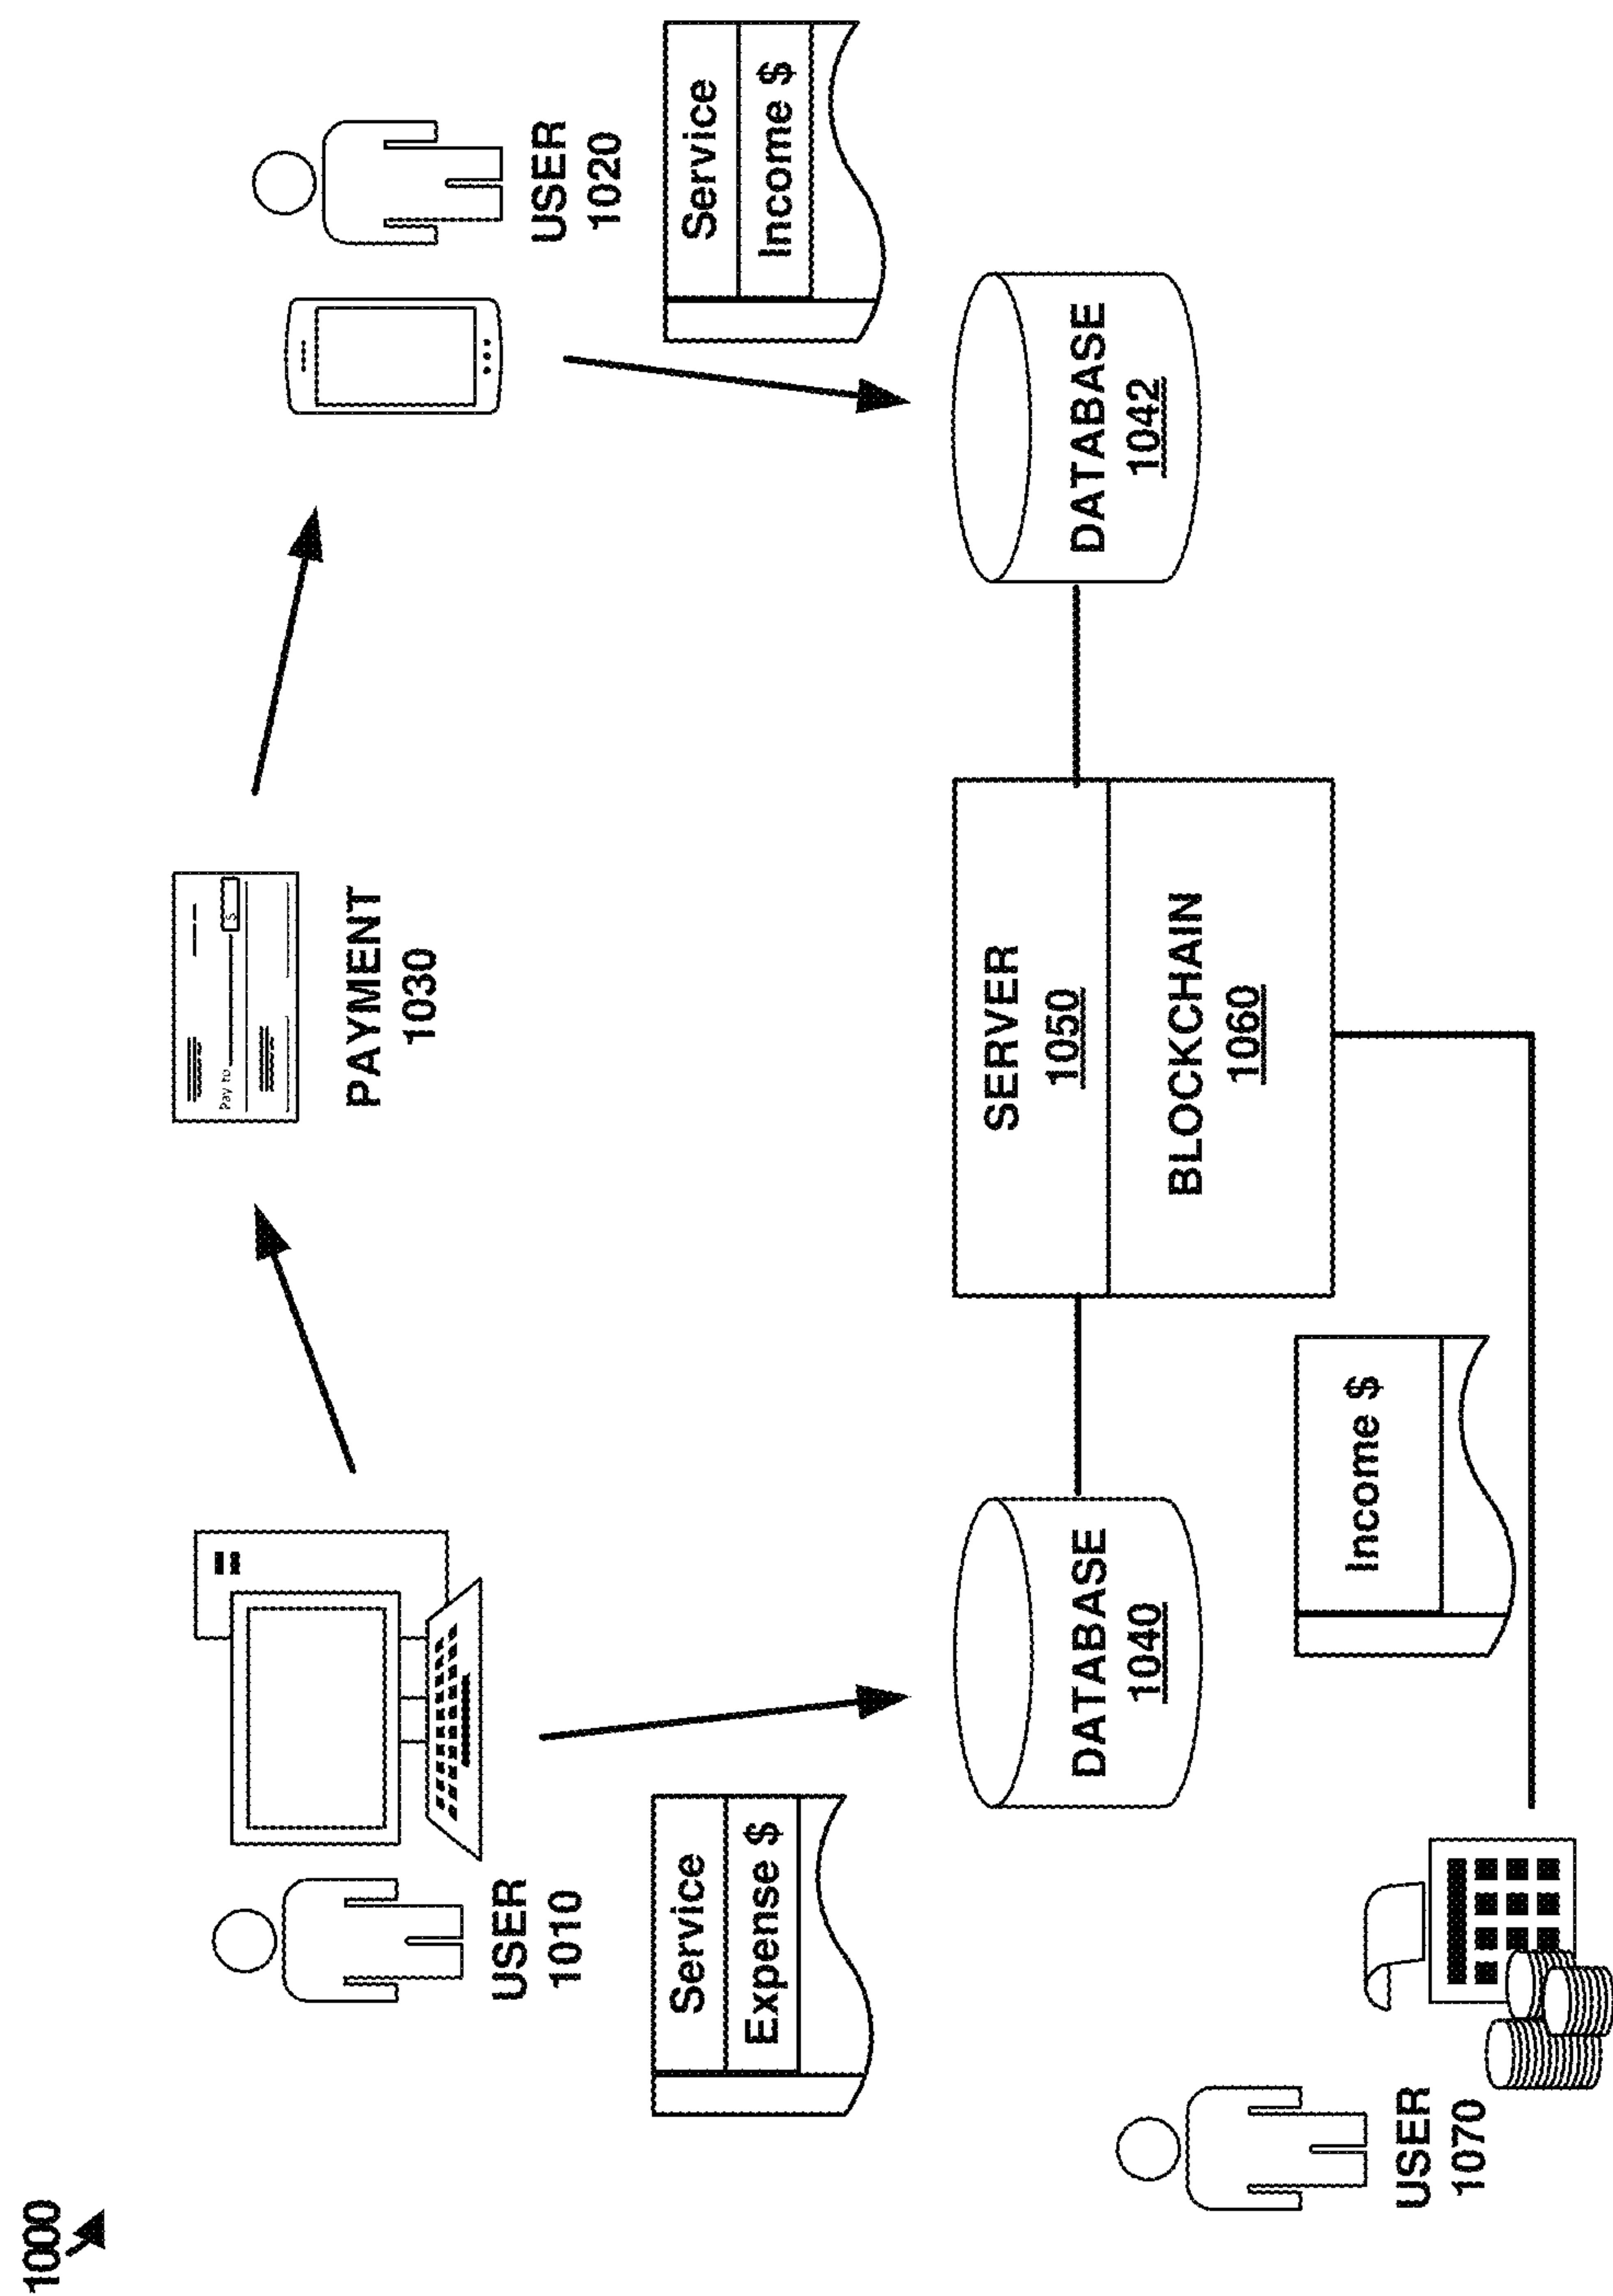 1000
USER
1010
Pay to
$
PAYMENT
1030
USER
1020
Service
Expense $
Service
Income $
DATABASE
1040
SERVER
1050
BLOCKCHAIN
1060
DATABASE
1042
Income $
USER
1070